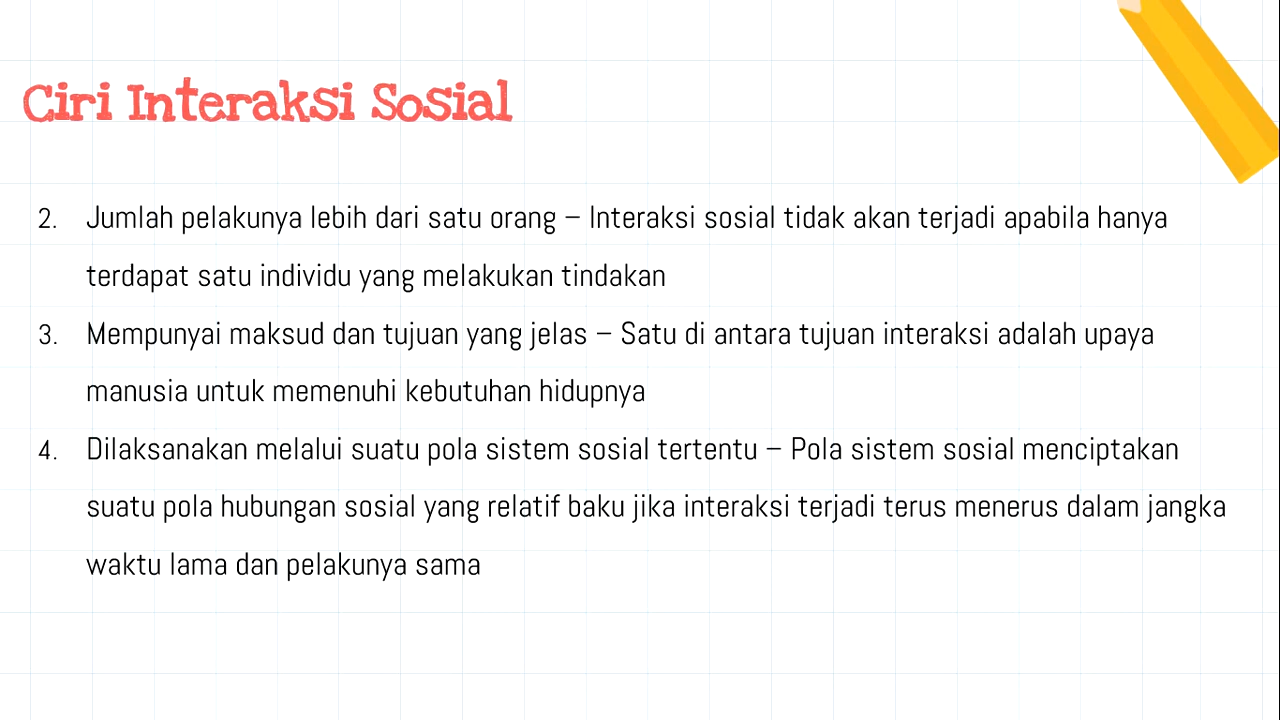 Ciri Interaksi Sosial
2. Jumlah pelakunya lebih dari satu orang – Interaksi sosial tidak akan terjadi apabila hanya
terdapat satu individu yang melakukan tindakan
3. Mempunyai maksud dan tujuan yang jelas – Satu di antara tujuan interaksi adalah upaya
manusia untuk memenuhi kebutuhan hidupnya
4. Dilaksanakan melalui suatu pola sistem sosial tertentu – Pola sistem sosial menciptakan
suatu pola hubungan sosial yang relatif baku jika interaksi terjadi terus menerus dalam jangka
waktu lama dan pelakunya sama